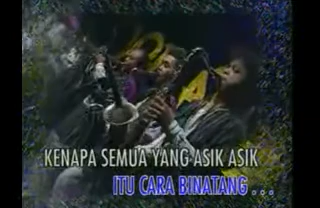 KENAPA SEMUA YANG ASIK ASIK
ITU CARA BINATANG . . .